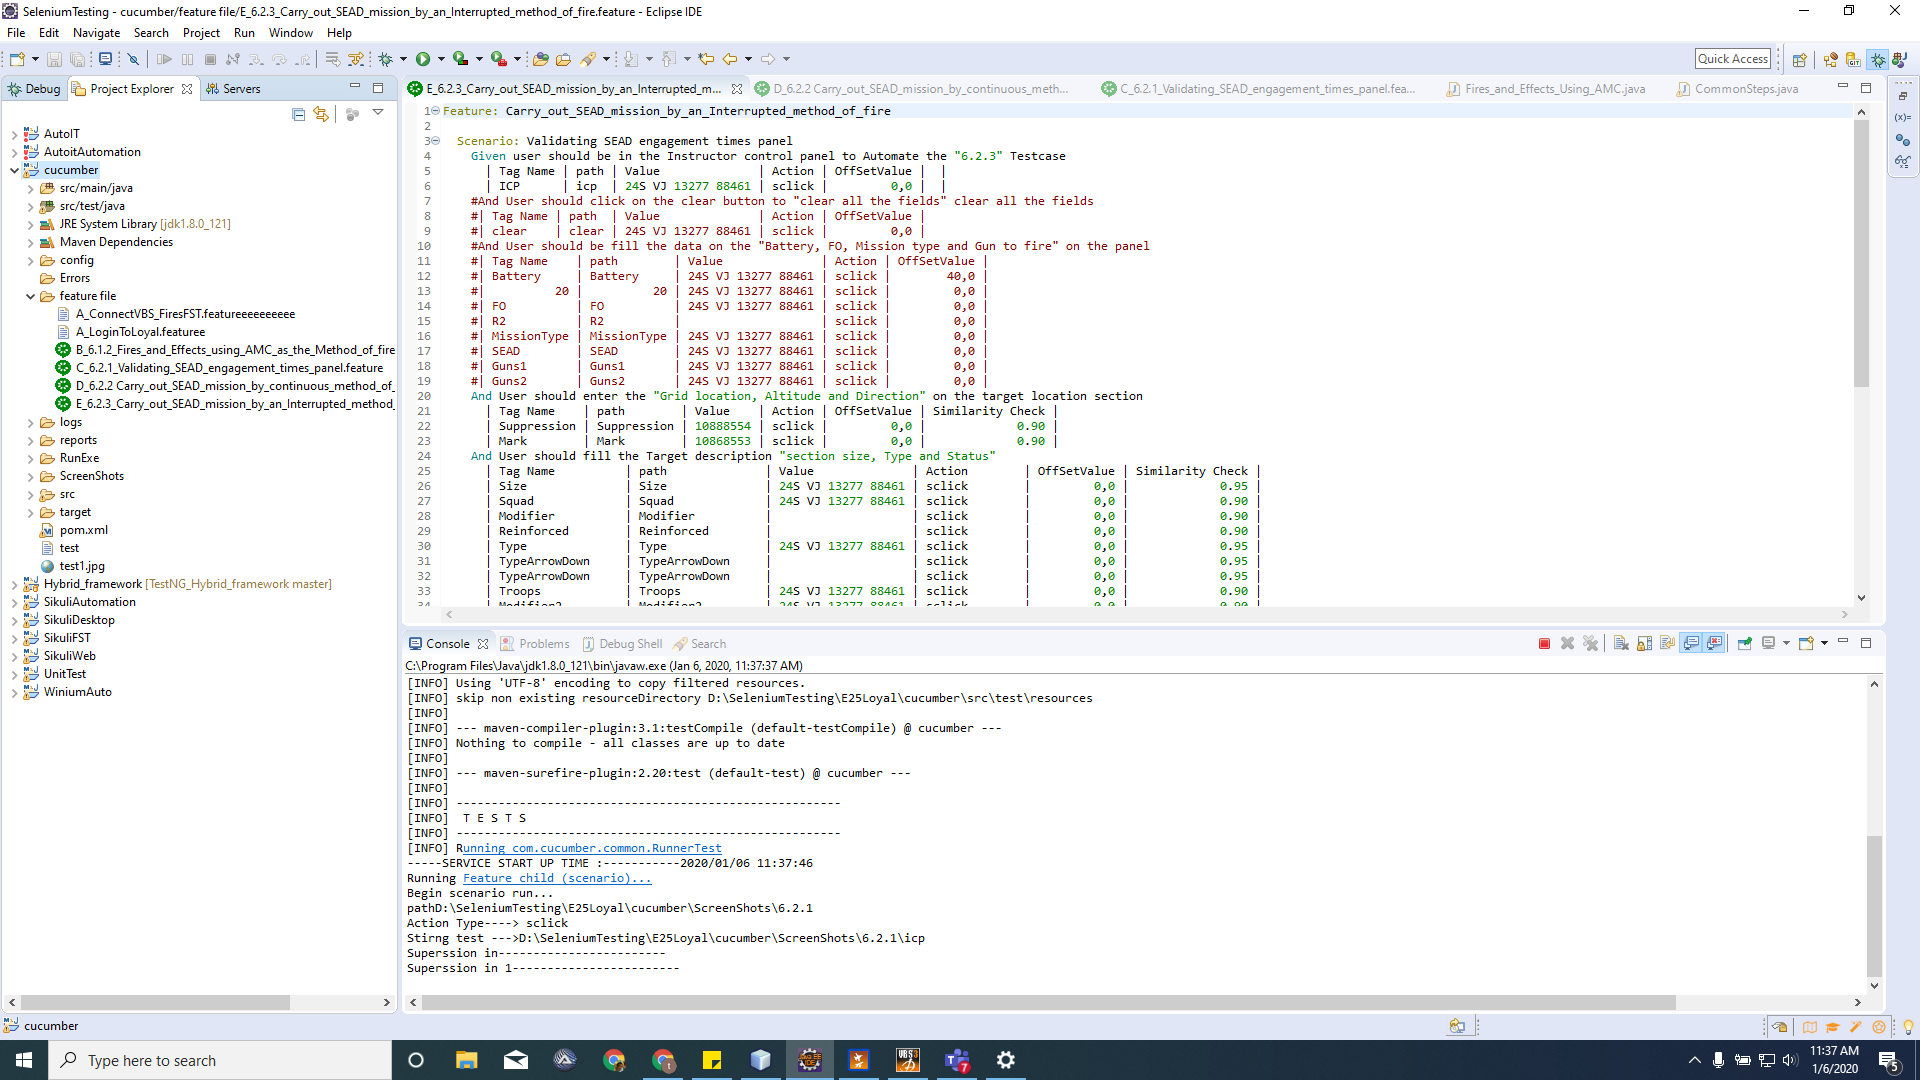 SeleniumTesting - cucumber/feature file/E_6.2.3_Carry_out_SEAD_mission_by_an_Interrupted_method_of_fire.feature - Eclipse IDE
File Edit Navigate Search Project Run Window Help
Quick Access
Debug Project Explorer Servers
AutoIT
AutoitAutomation
cucumber
src/main/java
src/test/java
JRE System Library [jdk1.8.0_121]
Maven Dependencies
config
Errors
feature file
A_ConnectVBS_FiresFST.featureeeeeeeeee
A_LoginToLoyal.featuree
B_6.1.2_Fires_and_Effects_using_AMC_as_the_Method_of_fire
C_6.2.1_Validating_SEAD_engagement_times_panel.feature
D_6.2.2 Carry_out_SEAD_mission_by_continuous_method_of_
E_6.2.3_Carry_out_SEAD_mission_by_an_Interrupted_method_
logs
reports
RunExe
ScreenShots
src
target
pom.xml
test
test1.jpg
Hybrid_framework [TestNG_Hybrid_framework master]
SikuliAutomation
SikuliDesktop
SikuliFST
SikuliWeb
UnitTest
WiniumAuto
E_6.2.3_Carry_out_SEAD_mission_by_an_Interrupted_m... D_6.2.2 Carry_out_SEAD_mission_by_continuous_meth... C_6.2.1_Validating_SEAD_engagement_times_panel.fea... Fires_and_Effects_Using_AMC.java CommonSteps.java
1 Feature: Carry_out_SEAD_mission_by_an_Interrupted_method_of_fire
2
3 Scenario: Validating SEAD engagement times panel
4 Given user should be in the Instructor control panel to Automate the "6.2.3" Testcase
5 | Tag Name | path | Value | Action | OffSetValue | |
6 | ICP | icp | 24S VJ 13277 88461 | sclick | 0,0 | |
7 #And User should click on the clear button to "clear all the fields" clear all the fields
8 #| Tag Name | path | Value | Action | OffSetValue |
9 #| clear | clear | 24S VJ 13277 88461 | sclick | 0,0 |
10 #And User should be fill the data on the "Battery, FO, Mission type and Gun to fire" on the panel
11 #| Tag Name | path | Value | Action | OffSetValue |
12 #| Battery | Battery | 24S VJ 13277 88461 | sclick | 40,0 |
13 #| 20 | 20 | 24S VJ 13277 88461 | sclick | 0,0 |
14 #| FO | FO | 24S VJ 13277 88461 | sclick | 0,0 |
15 #| R2 | R2 | | sclick | 0,0 |
16 #| MissionType | MissionType | 24S VJ 13277 88461 | sclick | 0,0 |
17 #| SEAD | SEAD | 24S VJ 13277 88461 | sclick | 0,0 |
18 #| Guns1 | Guns1 | 24S VJ 13277 88461 | sclick | 0,0 |
19 #| Guns2 | Guns2 | 24S VJ 13277 88461 | sclick | 0,0 |
20 And User should enter the "Grid location, Altitude and Direction" on the target location section
21 | Tag Name | path | Value | Action | OffSetValue | Similarity Check |
22 | Suppression | Suppression | 10888554 | sclick | 0,0 | 0.90 |
23 | Mark | Mark | 10868553 | sclick | 0,0 | 0.90 |
24 And User should fill the Target description "section size, Type and Status"
25 | Tag Name | path | Value | Action | OffSetValue | Similarity Check |
26 | Size | Size | 24S VJ 13277 88461 | sclick | 0,0 | 0.95 |
27 | Squad | Squad | 24S VJ 13277 88461 | sclick | 0,0 | 0.90 |
28 | Modifier | Modifier | | sclick | 0,0 | 0.90 |
29 | Reinforced | Reinforced | | sclick | 0,0 | 0.90 |
30 | Type | Type | 24S VJ 13277 88461 | sclick | 0,0 | 0.95 |
31 | TypeArrowDown | TypeArrowDown | | sclick | 0,0 | 0.95 |
32 | TypeArrowDown | TypeArrowDown | | sclick | 0,0 | 0.95 |
33 | Troops | Troops | 24S VJ 13277 88461 | sclick | 0,0 | 0.90 |
34 | Modifier2 | Modifier2 | 24S VJ 13277 88461 | sclick | 0,0 | 0.90 |
Console Problems Debug Shell Search
C:\Program Files\Java\jdk1.8.0_121\bin\javaw.exe (Jan 6, 2020, 11:37:37 AM)
[INFO] Using 'UTF-8' encoding to copy filtered resources.
[INFO] skip non existing resourceDirectory D:\SeleniumTesting\E25Loyal\cucumber\src\test\resources
[INFO]
[INFO] --- maven-compiler-plugin:3.1:testCompile (default-testCompile) @ cucumber ---
[INFO] Nothing to compile - all classes are up to date
[INFO]
[INFO] --- maven-surefire-plugin:2.20:test (default-test) @ cucumber ---
[INFO]
[INFO] -------------------------------------------------------
[INFO]  T E S T S
[INFO] -------------------------------------------------------
[INFO] Running com.cucumber.common.RunnerTest
-----SERVICE START UP TIME :-----------2020/01/06 11:37:46
Running Feature child (scenario)...
Begin scenario run...
pathD:\SeleniumTesting\E25Loyal\cucumber\ScreenShots\6.2.1
Action Type----> sclick
Stirng test --->D:\SeleniumTesting\E25Loyal\cucumber\ScreenShots\6.2.1\icp
Superssion in------------------------
Superssion in 1------------------------
cucumber
Type here to search
11:37 AM
1/6/2020